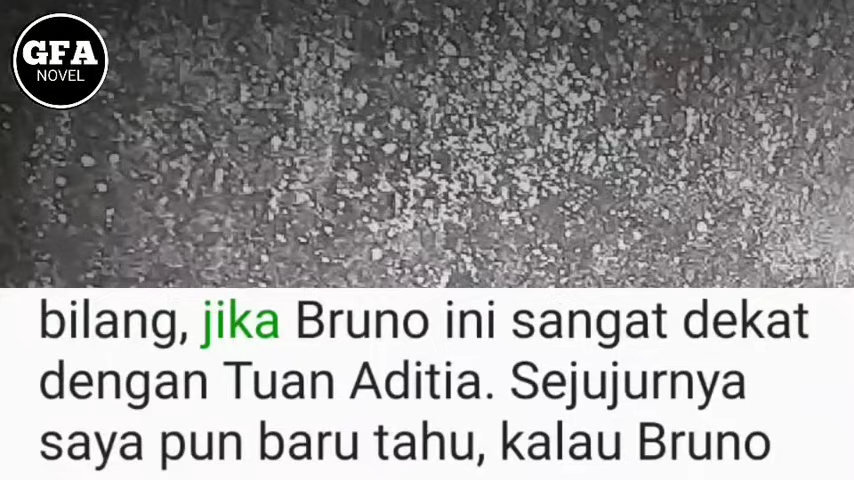 GFA
NOVEL
bilang, jika Bruno ini sangat dekat
dengan Tuan Aditia. Sejujurnya
saya pun baru tahu, kalau Bruno